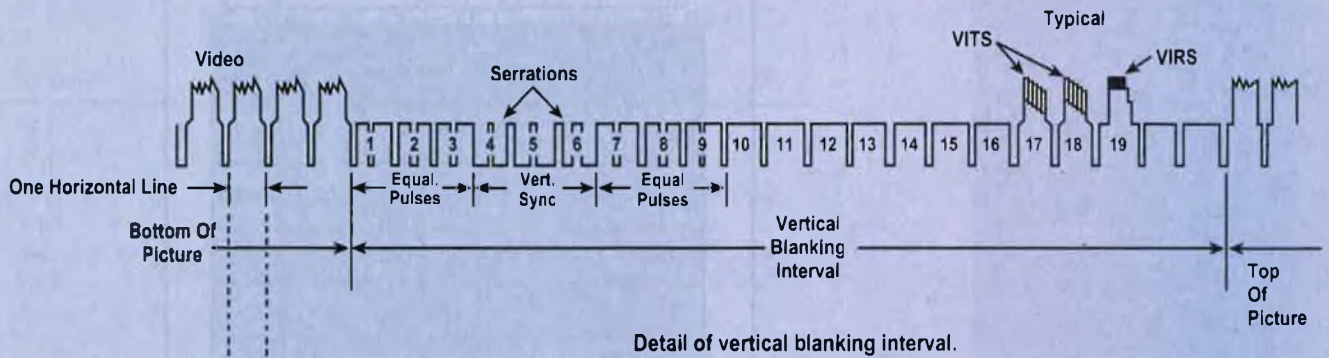 Typical
Video
VITS
VIRS
Serrations
1 2 3 4 5 6 7 8 9 10 11 12 13 14 15 16 17 18 19
One Horizontal Line
Equal.
Pulses
Vert.
Sync
Equal
Pulses
Bottom Of
Picture
Vertical
Blanking
Interval
Top
Of
Picture
Detail of vertical blanking interval.